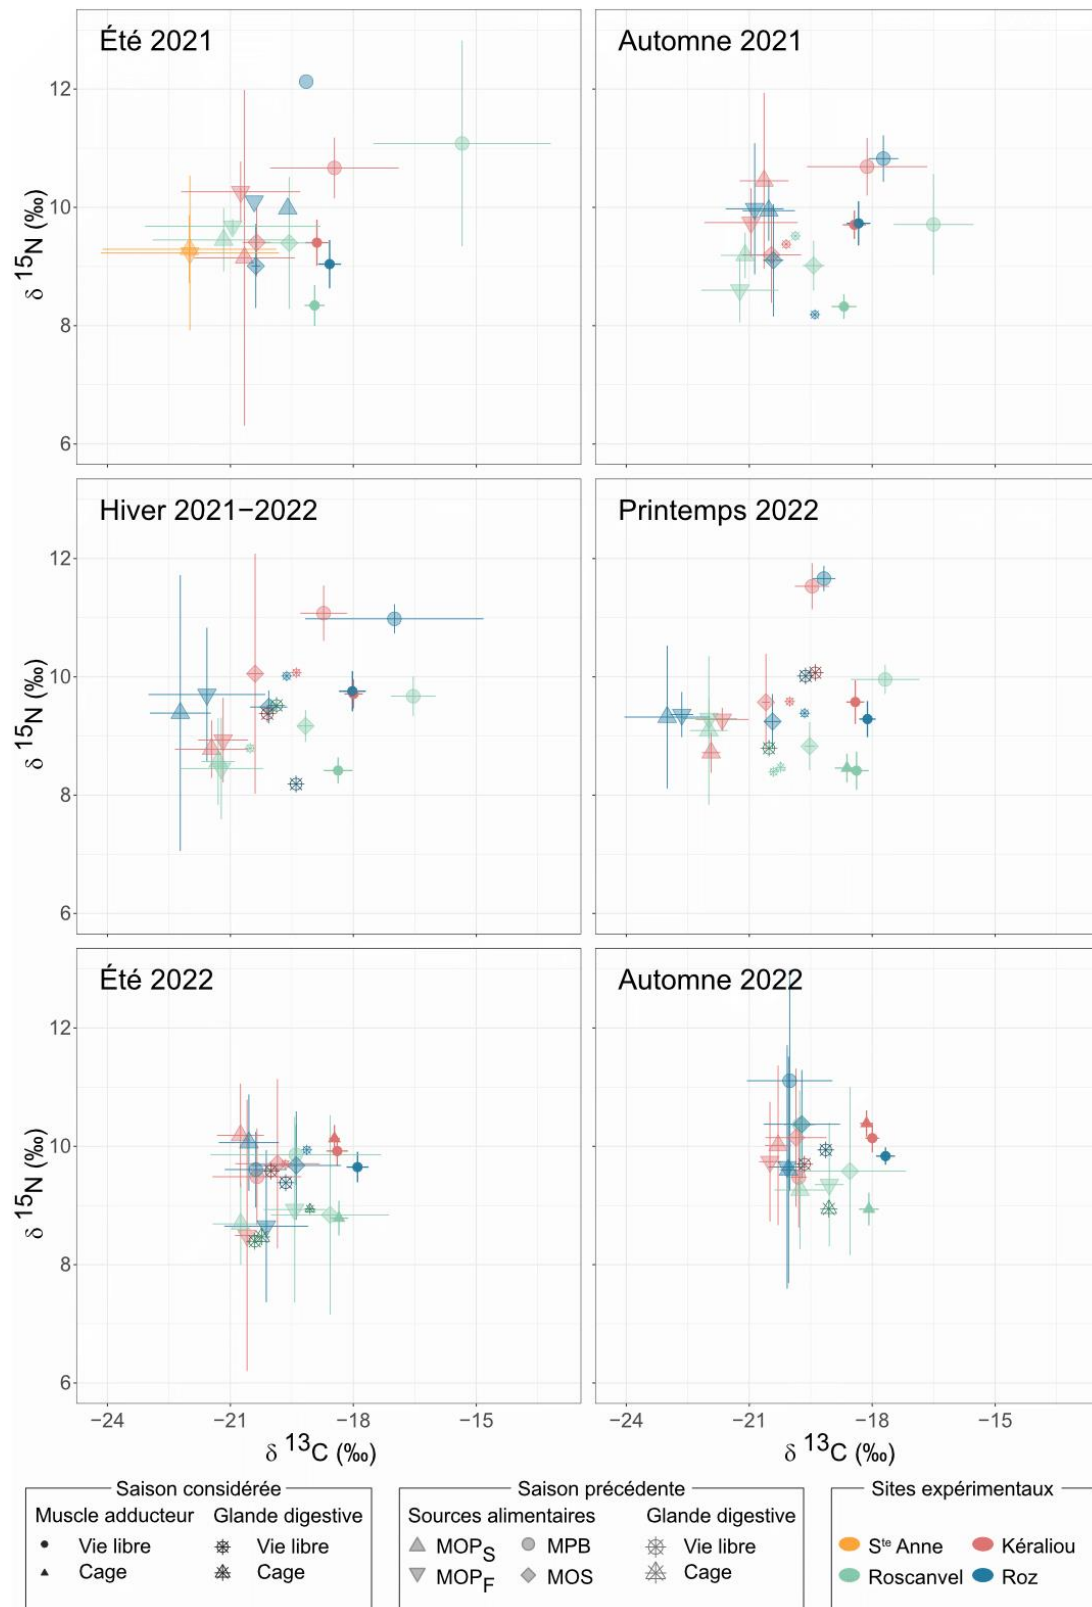 Été 2021
Automne 2021
12
10
8
6
δ ¹⁵N (‰)
Hiver 2021−2022
Printemps 2022
12
10
8
6
δ ¹⁵N (‰)
Été 2022
Automne 2022
12
10
8
6
δ ¹⁵N (‰)
−24 −21 −18 −15
−24 −21 −18 −15
δ ¹³C (‰)
δ ¹³C (‰)
Saison considérée
Muscle adducteur Glande digestive
Vie libre Vie libre
Cage Cage
Saison précédente
Sources alimentaires Glande digestive
MOPS MPB Vie libre
MOPF MOS Cage
Sites expérimentaux
Sᵗᵉ Anne Kéraliou
Roscanvel Roz